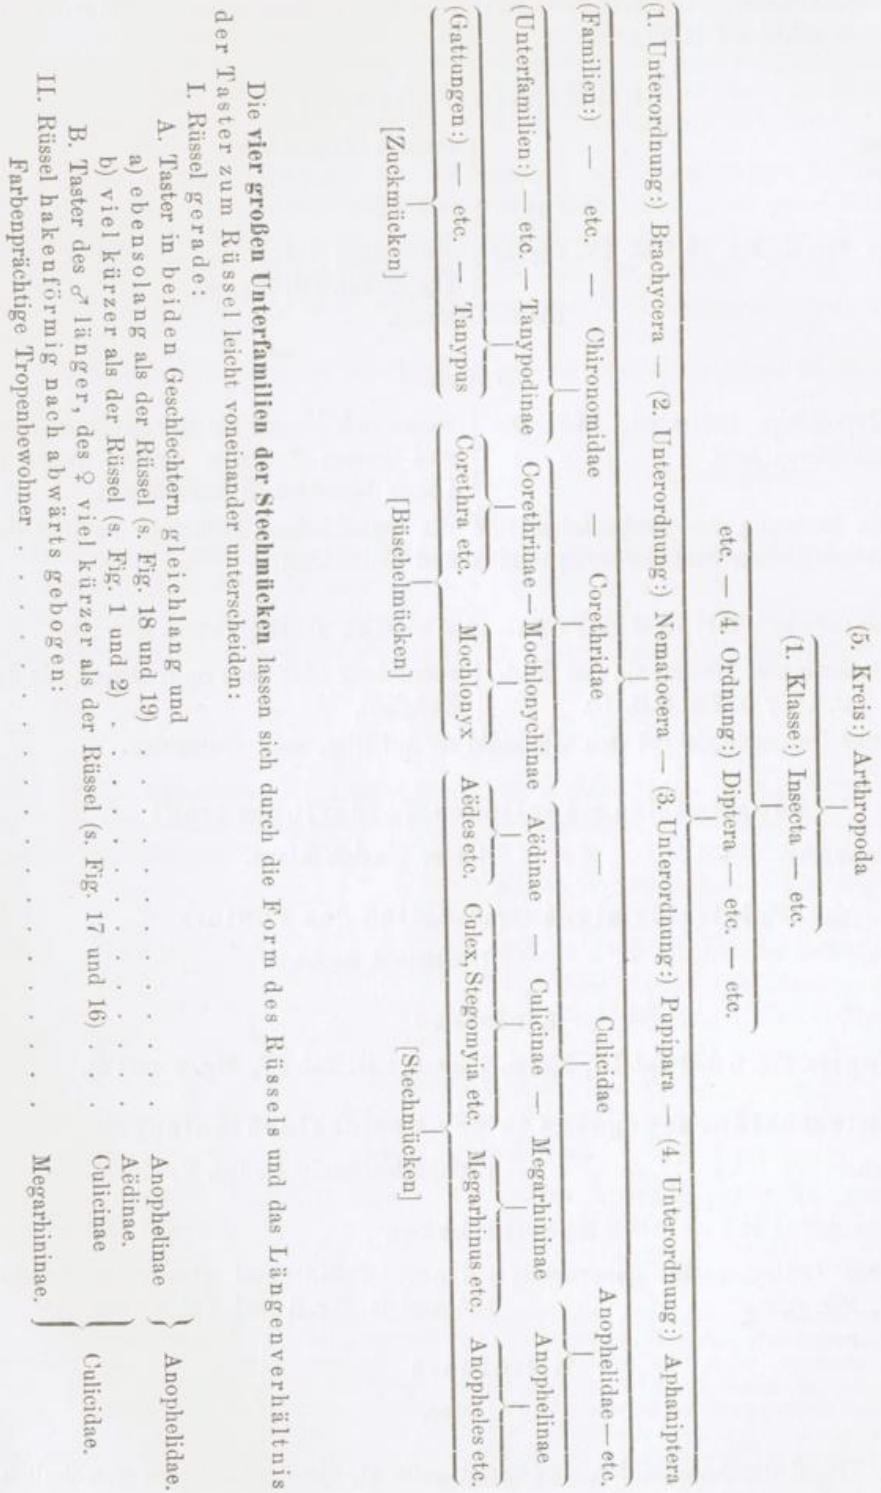 (5. Kreis:) Arthropoda
(1. Klasse:) Insecta — etc.
etc. — (4. Ordnung:) Diptera — etc. — etc.
(1. Unterordnung:) Brachycera — (2. Unterordnung:) Nematocera — (3. Unterordnung:) Pupipara — (4. Unterordnung:) Aphaniptera
(Familien:) — etc. — Chironomidae Corethridae — Culicidae Anophelidae — etc.
(Unterfamilien:) — etc. — Tanypodinae Corethrinae — Mochlonychinae Aëdinae — Culicinae — Megarhininae Anophelinae
(Gattungen:) — etc. — Tanypus Corethra etc. Mochlonyx Aëdes etc. Culex, Stegomyia etc. Megarhinus etc. Anopheles etc.
[Zuckmücken] [Büschelmücken] [Stechmücken]
Die vier großen Unterfamilien der Stechmücken lassen sich durch die Form des Rüssels und das Längenverhältnis
der Taster zum Rüssel leicht voneinander unterscheiden:
I. Rüssel gerade:
A. Taster in beiden Geschlechtern gleichlang und
a) ebensolang als der Rüssel (s. Fig. 18 und 19) . . . . . . . . Anophelinae } Anophelidae.
b) viel kürzer als der Rüssel (s. Fig. 1 und 2) . . . . . . . . Aëdinae.
B. Taster des ♂ länger, des ♀ viel kürzer als der Rüssel (s. Fig. 17 und 16) . . . Culicinae } Culicidae.
II. Rüssel hakenförmig nach abwärts gebogen:
Farbenprächtige Tropenbewohner . . . . . . . . . . . . . . . Megarhininae.